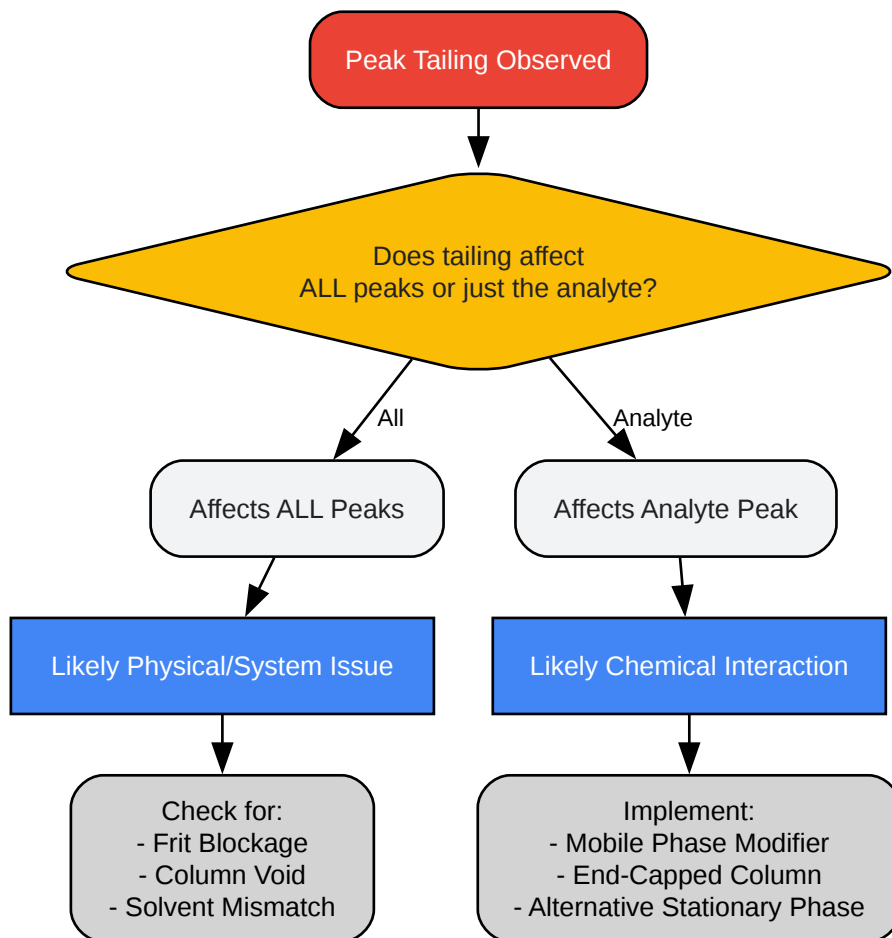 Peak Tailing Observed
Does tailing affect
ALL peaks or just the analyte?
All
Analyte
Affects ALL Peaks
Affects Analyte Peak
Likely Physical/System Issue
Likely Chemical Interaction
Check for:
- Frit Blockage
- Column Void
- Solvent Mismatch
Implement:
- Mobile Phase Modifier
- End-Capped Column
- Alternative Stationary Phase